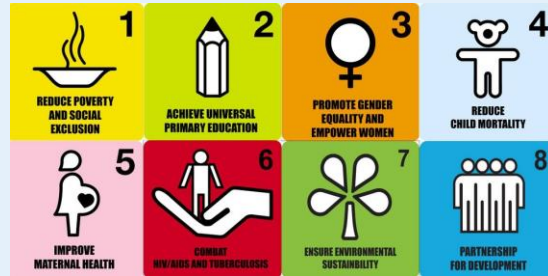 1
REDUCE POVERTY
AND SOCIAL
EXCLUSION
2
ACHIEVE UNIVERSAL
PRIMARY EDUCATION
3
PROMOTE GENDER
EQUALITY AND
EMPOWER WOMEN
4
REDUCE
CHILD MORTALITY
5
IMPROVE
MATERNAL HEALTH
6
COMBAT
HIV/AIDS AND TUBERCULOSIS
7
ENSURE ENVIRONMENTAL
SUSTAINBILITY
8
PARTNERSHIP
FOR DEVELOPMENT